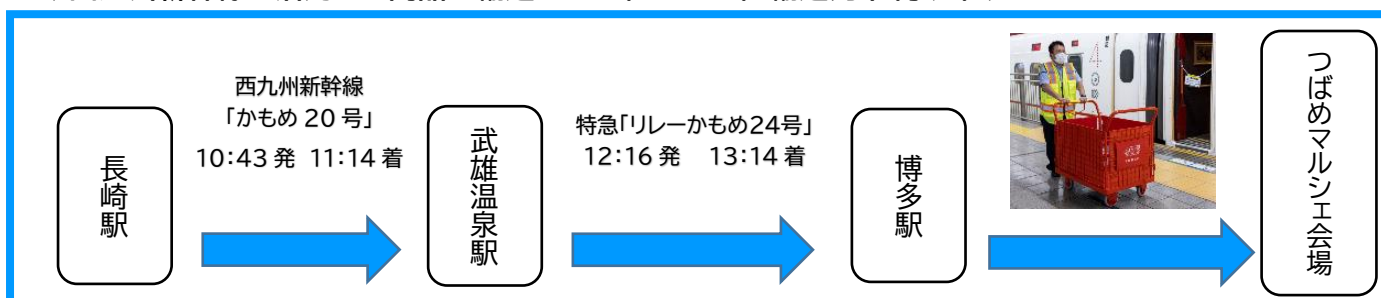 長崎駅
西九州新幹線
「かもめ 20 号」
10:43 発 11:14 着
武雄温泉駅
特急「リレーかもめ24号」
12:16 発 13:14 着
博多駅
つばめマルシェ会場